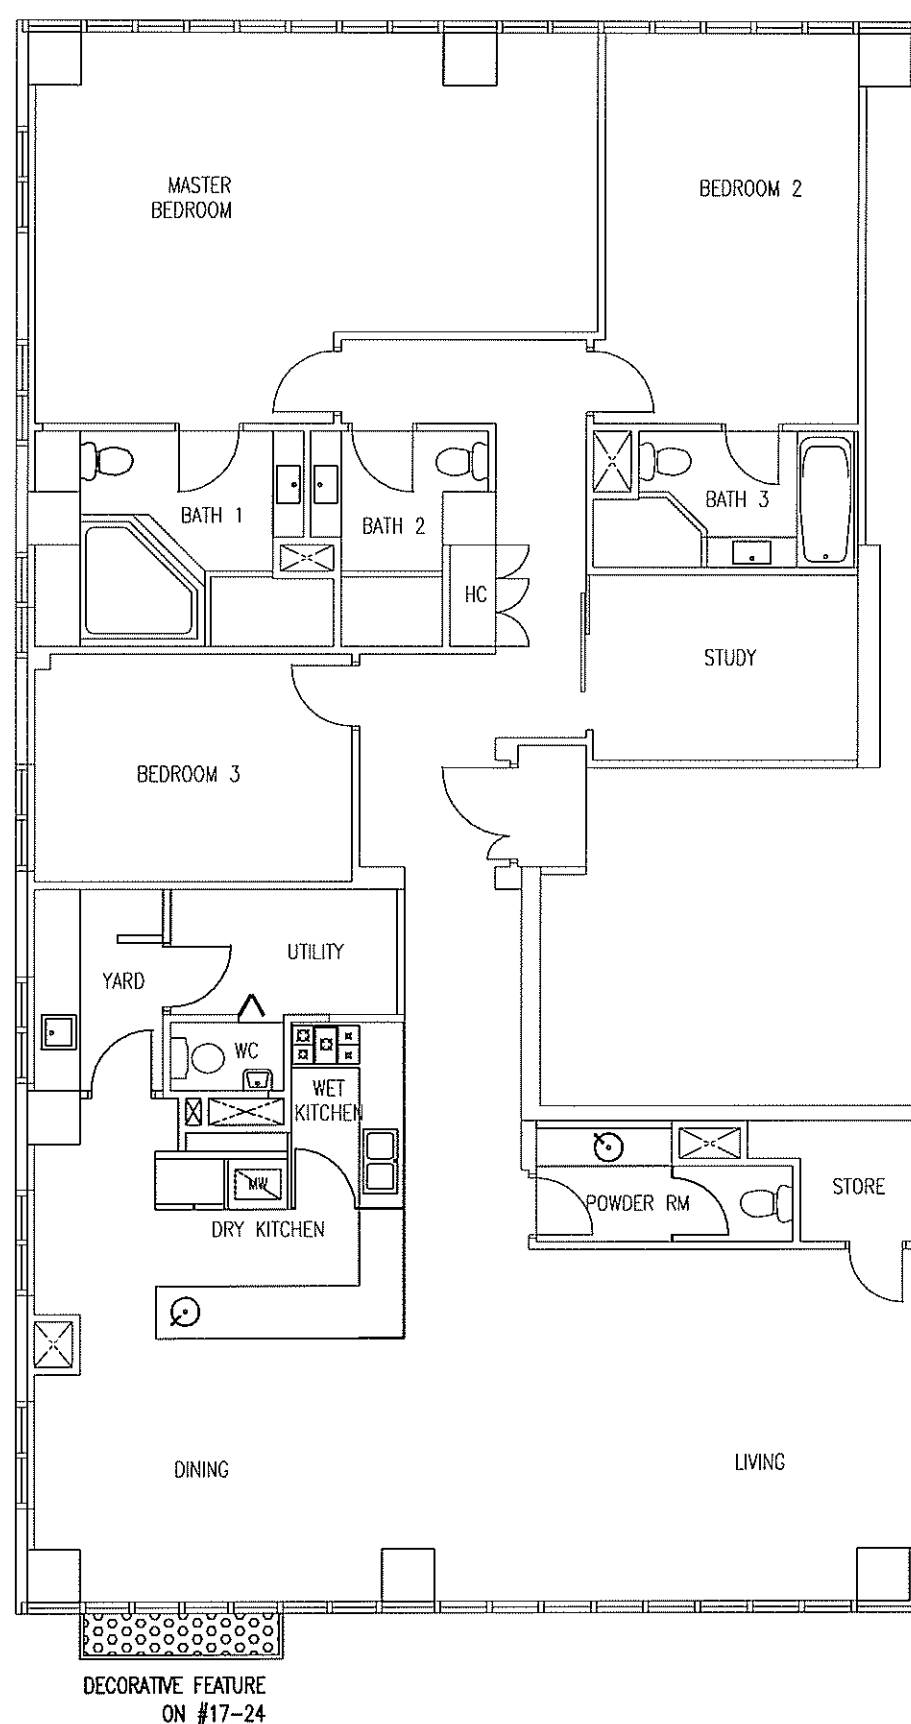 MASTER
BEDROOM
BEDROOM 2
BATH 1
BATH 2
BATH 3
HC
STUDY
BEDROOM 3
UTILITY
YARD
WC
WET
KITCHEN
MW
DRY KITCHEN
POWDER RM
STORE
DINING
LIVING
DECORATIVE FEATURE
ON #17-24